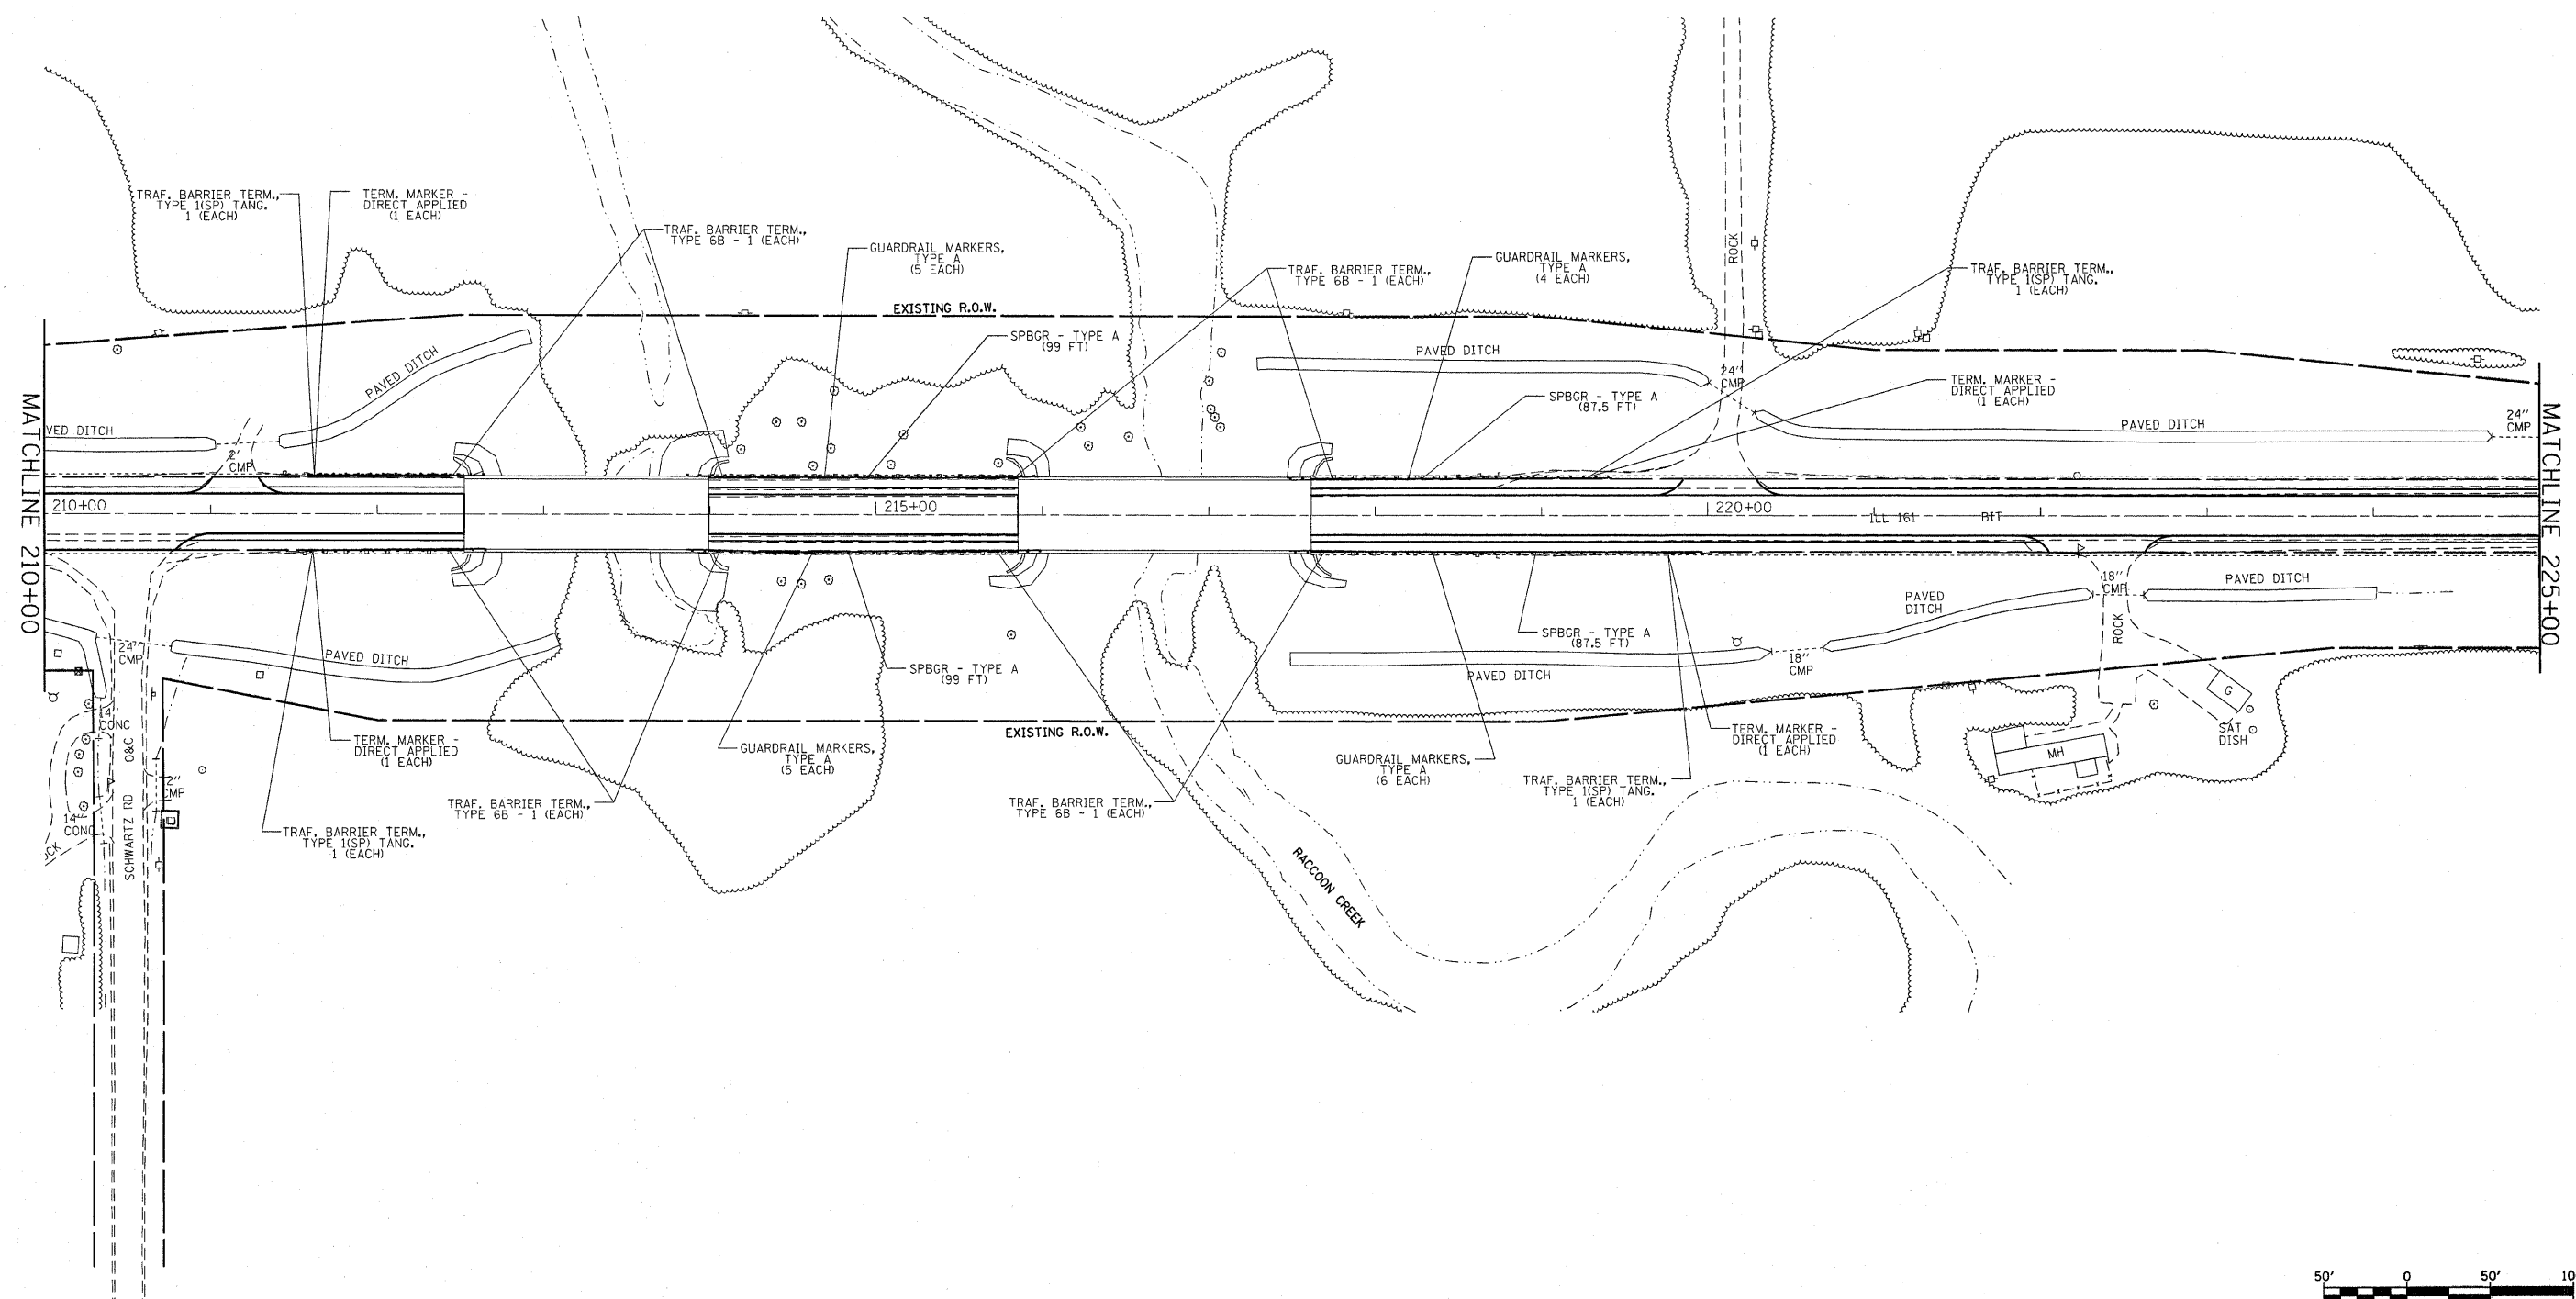 TRAF. BARRIER TERM.,
TYPE 1(SP) TANG.
1 (EACH)
TERM. MARKER -
DIRECT APPLIED
(1 EACH)
TRAF. BARRIER TERM.,
TYPE 6B - 1 (EACH)
GUARDRAIL MARKERS,
TYPE A
(5 EACH)
TRAF. BARRIER TERM.,
TYPE 6B - 1 (EACH)
GUARDRAIL MARKERS,
TYPE A
(4 EACH)
ROCK
TRAF. BARRIER TERM.,
TYPE 1(SP) TANG.
1 (EACH)
EXISTING R.O.W.
SPBGR - TYPE A
(99 FT)
PAVED DITCH
PAVED DITCH
24"
CMP
SPBGR - TYPE A
(87.5 FT)
TERM. MARKER -
DIRECT APPLIED
(1 EACH)
MATCHLINE 210+00
VED DITCH
2'
CMP
PAVED DITCH
24"
CMP
MATCHLINE 225+00
210+00
215+00
220+00
ILL 161
BIT
24"
CMP
PAVED DITCH
SPBGR - TYPE A
(99 FT)
SPBGR - TYPE A
(87.5 FT)
PAVED DITCH
18"
CMP
PAVED
DITCH
18"
CMP
PAVED DITCH
ROCK
14"
CONC
O&C
SCHWARTZ RD
2"
CMP
14"
CONC
OCK
TERM. MARKER -
DIRECT APPLIED
(1 EACH)
TRAF. BARRIER TERM.,
TYPE 1(SP) TANG.
1 (EACH)
TRAF. BARRIER TERM.,
TYPE 6B - 1 (EACH)
GUARDRAIL MARKERS,
TYPE A
(5 EACH)
EXISTING R.O.W.
TRAF. BARRIER TERM.,
TYPE 6B - 1 (EACH)
GUARDRAIL MARKERS,
TYPE A
(6 EACH)
TRAF. BARRIER TERM.,
TYPE 1(SP) TANG.
1 (EACH)
TERM. MARKER -
DIRECT APPLIED
(1 EACH)
G
SAT
DISH
MH
RACCOON CREEK
50'
0
50'
10